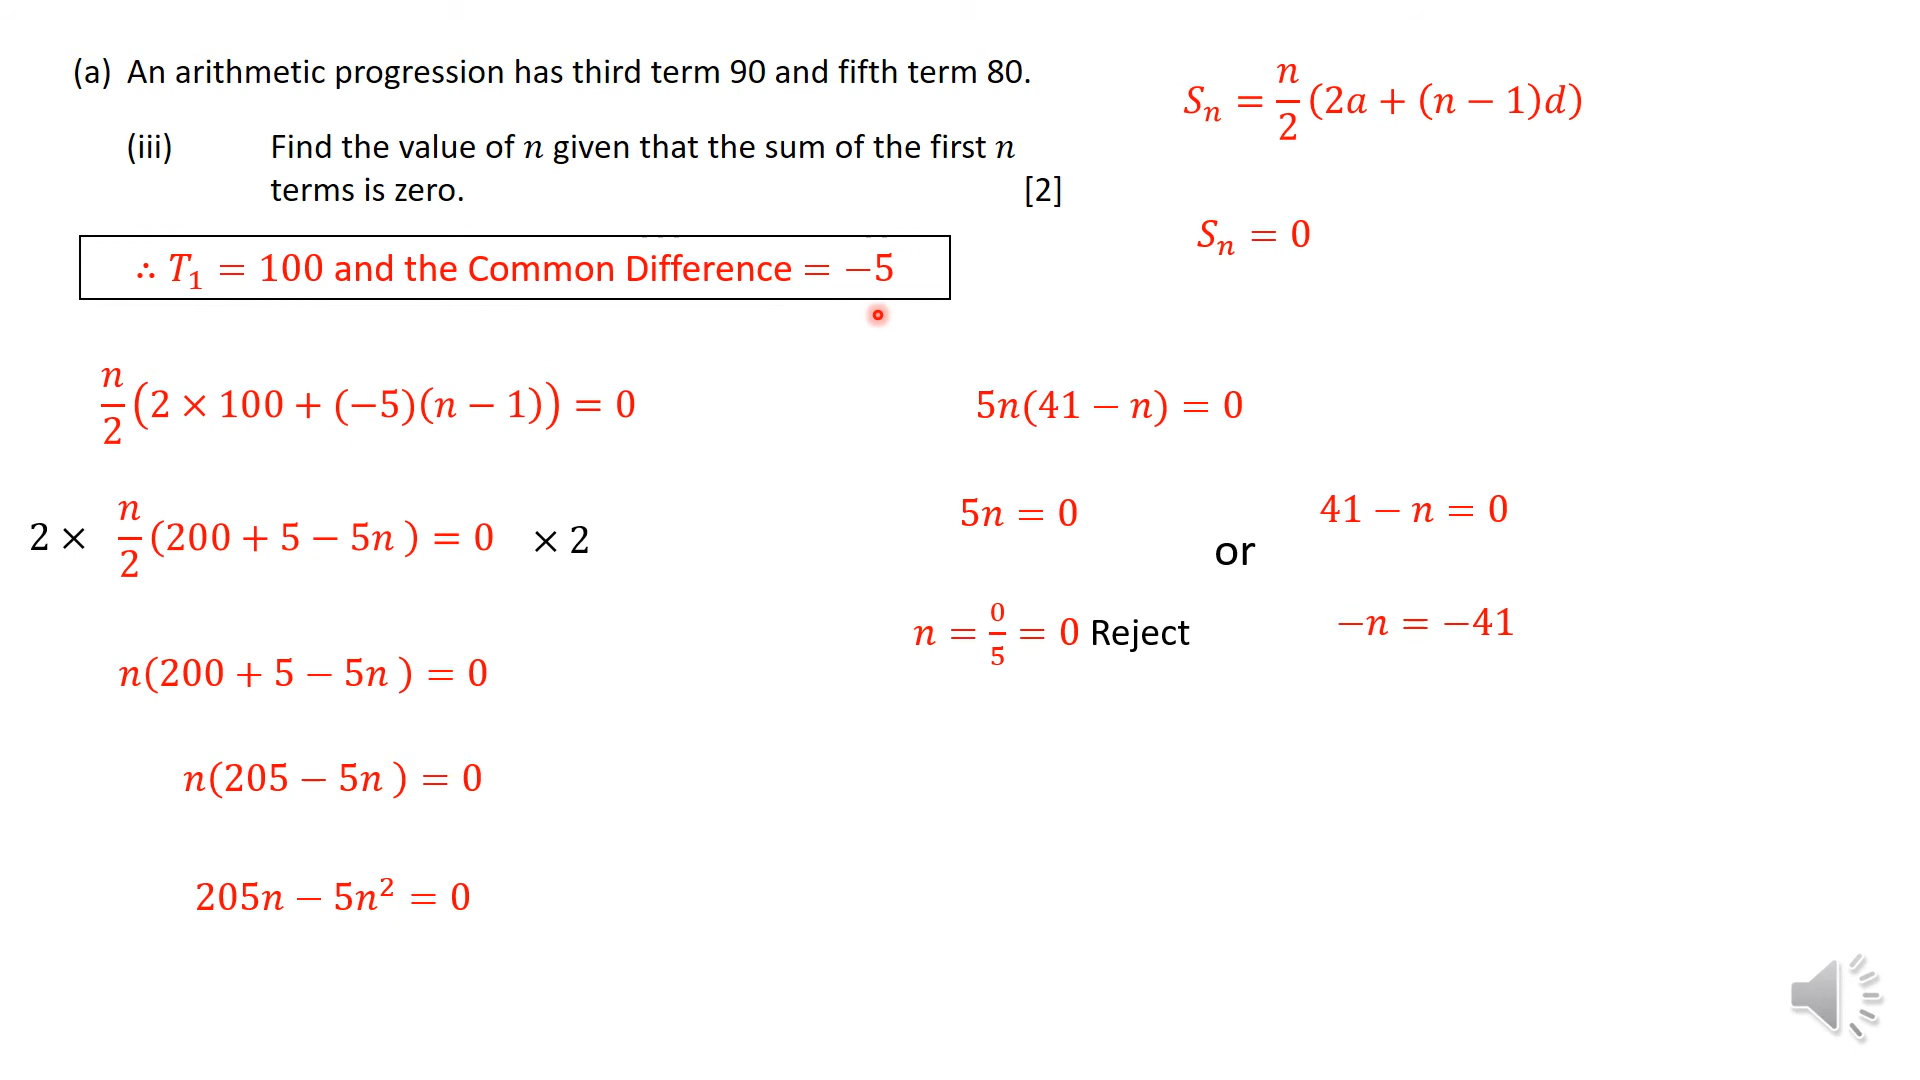 (a) An arithmetic progression has third term 90 and fifth term 80.
(iii) Find the value of n given that the sum of the first n
terms is zero. [2]
∴ T₁ = 100 and the Common Difference = −5
Sₙ = n/2 (2a + (n − 1)d)
Sₙ = 0
n/2 (2 × 100 + (−5)(n − 1)) = 0
2 × n/2 (200 + 5 − 5n ) = 0 × 2
n(200 + 5 − 5n ) = 0
n(205 − 5n ) = 0
205n − 5n² = 0
5n(41 − n) = 0
5n = 0
or
41 − n = 0
n = 0/5 = 0 Reject
−n = −41